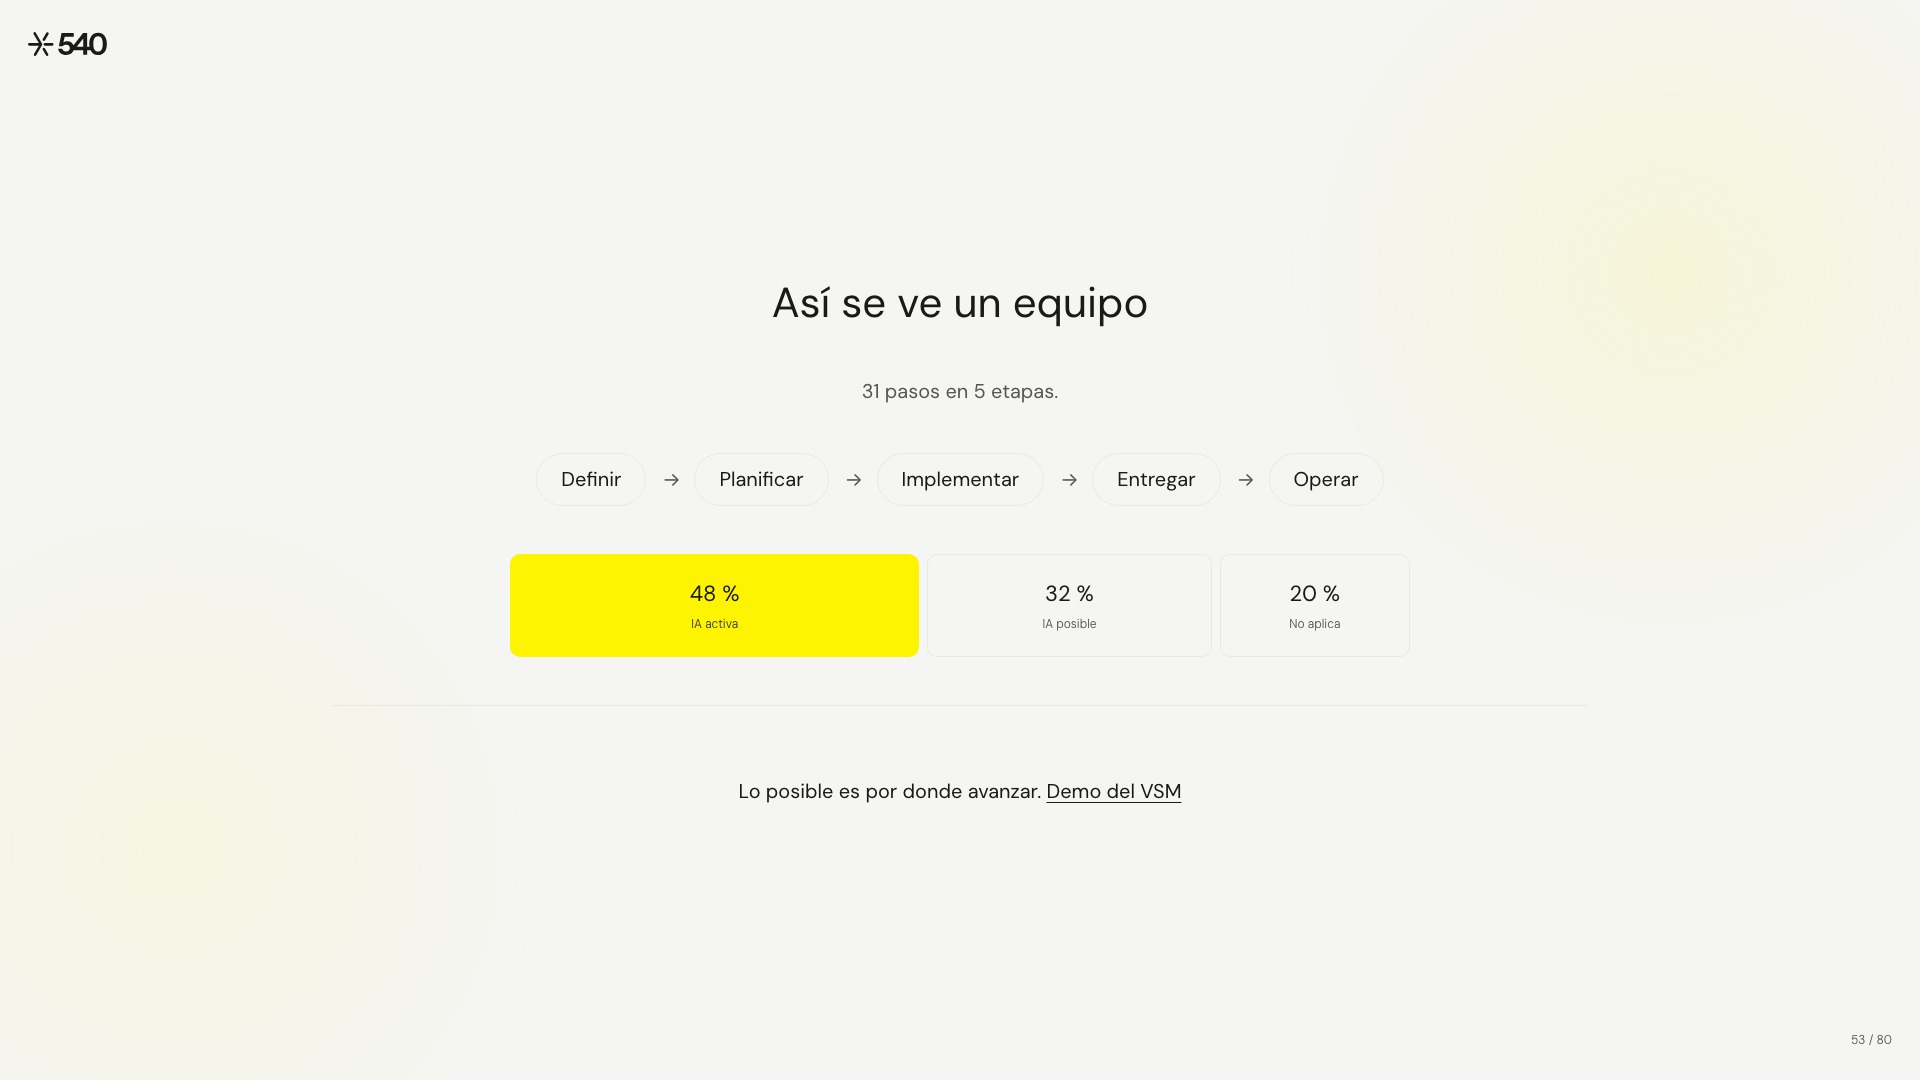 540
Así se ve un equipo
31 pasos en 5 etapas.
Definir → Planificar → Implementar → Entregar → Operar
48 % 32 % 20 %
IA activa IA posible No aplica
Lo posible es por donde avanzar. Demo del VSM
53 / 80